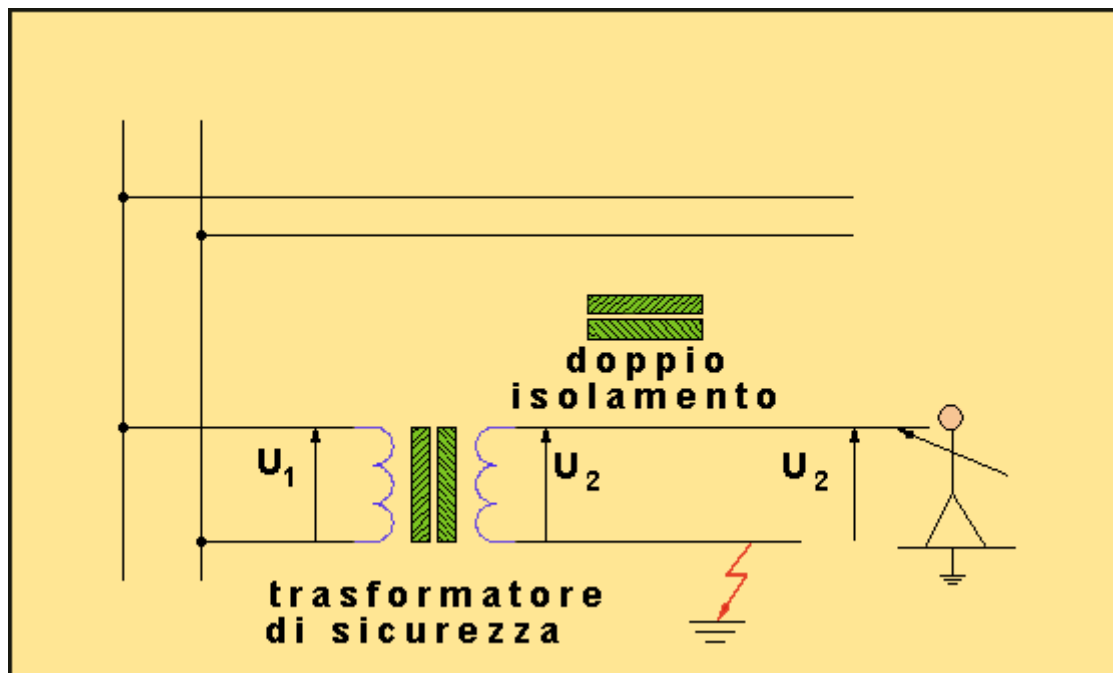 doppio
isolamento
U1
U2
U2
trasformatore
di sicurezza